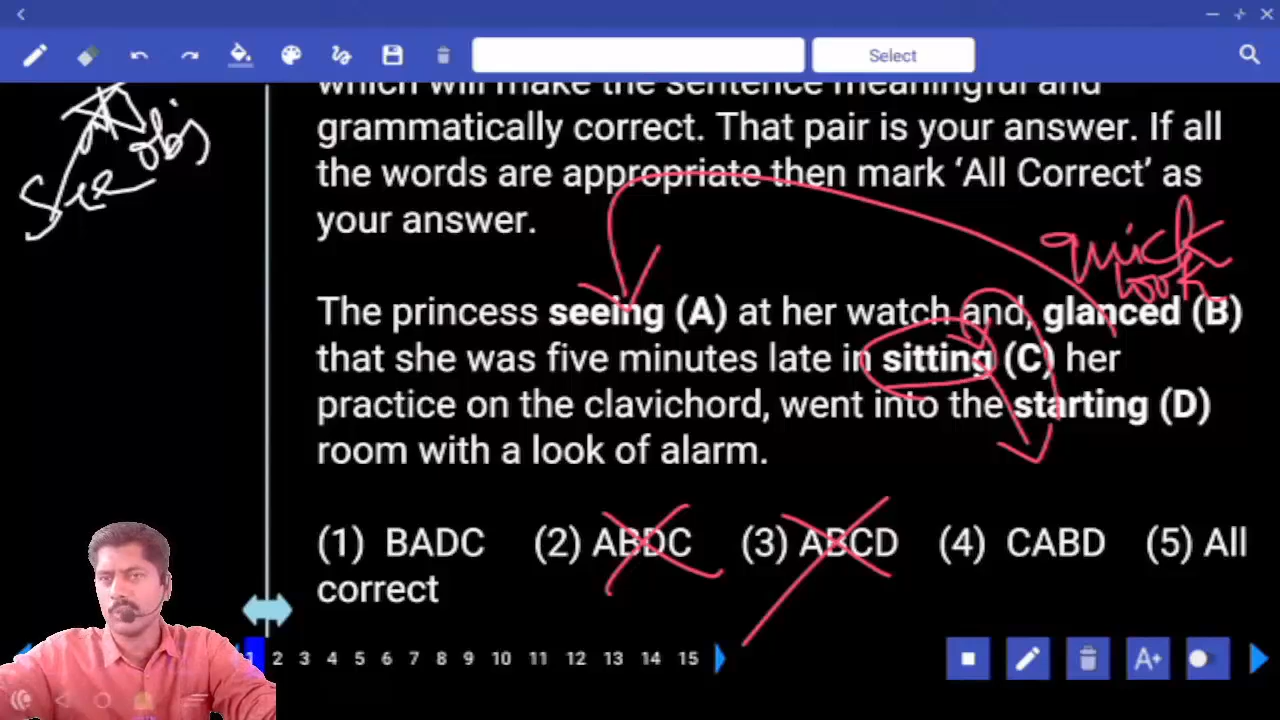 Select
which will make the sentence meaningful and
grammatically correct. That pair is your answer. If all
the words are appropriate then mark ‘All Correct’ as
your answer.
See obj
quick
look
The princess seeing (A) at her watch and, glanced (B)
that she was five minutes late in sitting (C) her
practice on the clavichord, went into the starting (D)
room with a look of alarm.
(1) BADC (2) ABDC (3) ABCD (4) CABD (5) All
correct
1 2 3 4 5 6 7 8 9 10 11 12 13 14 15
A+